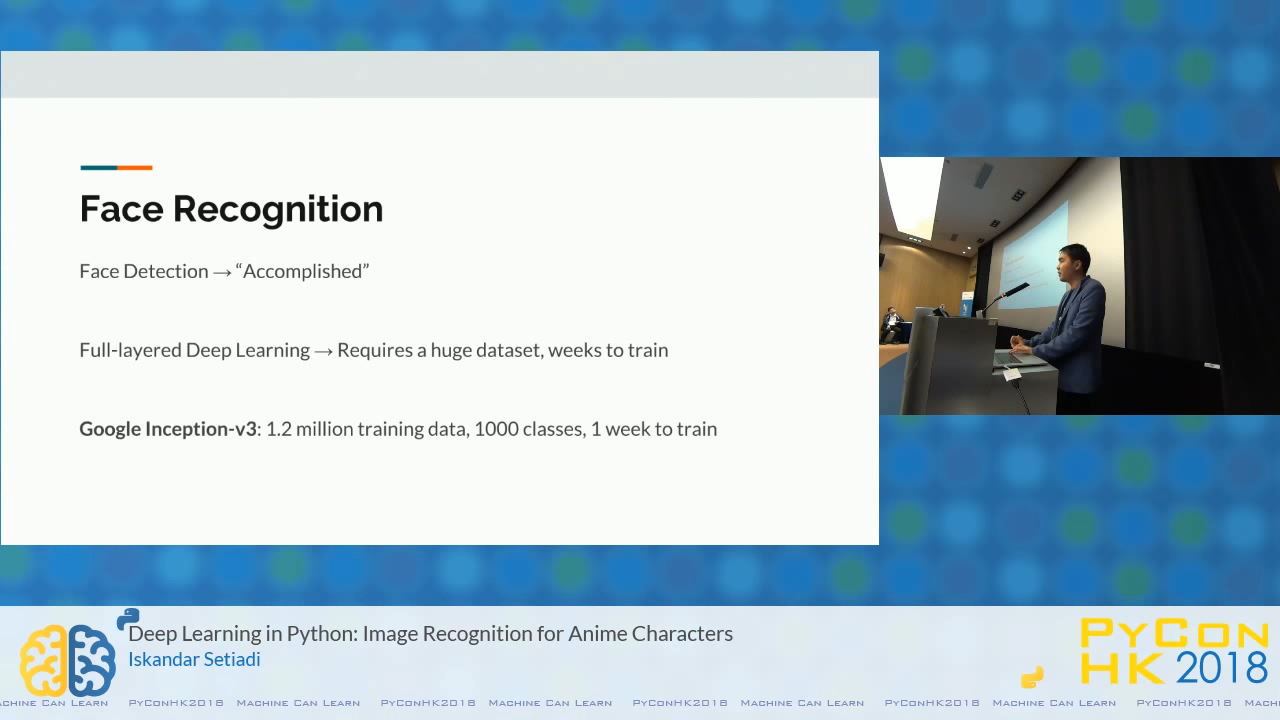 Face Recognition
Face Detection → “Accomplished”
Full-layered Deep Learning → Requires a huge dataset, weeks to train
Google Inception-v3: 1.2 million training data, 1000 classes, 1 week to train
Deep Learning in Python: Image Recognition for Anime Characters
Iskandar Setiadi
PyCon
HK 2018
achine Can Learn PyConHK2018 Machine Can Learn PyConHK2018 Machine Can Learn PyConHK2018 Machine Can Learn PyConHK2018 Machine Can Learn PyConHK2018 Mach